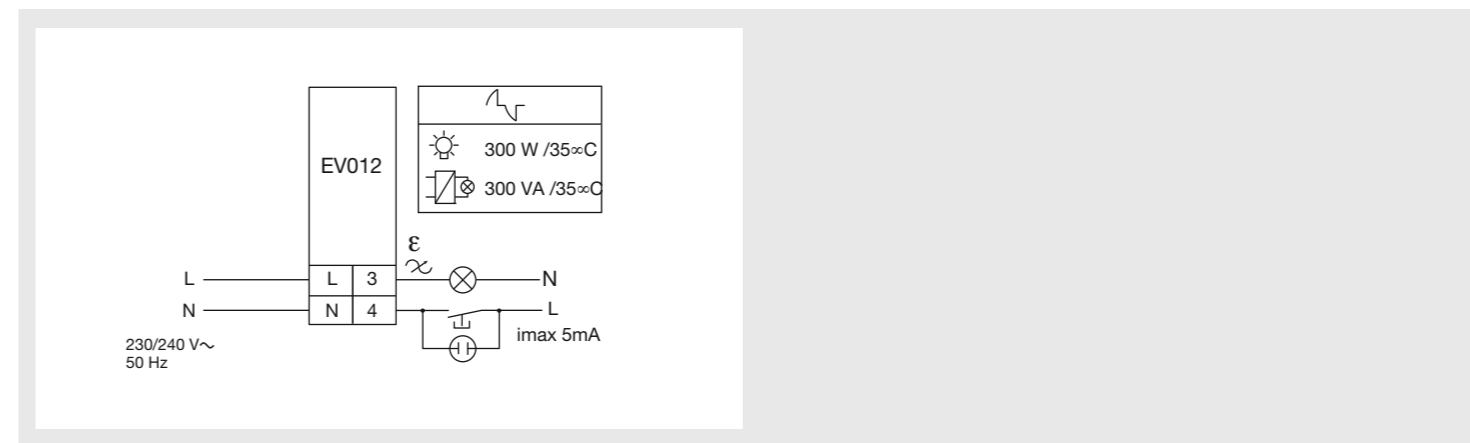 EV012
300 W /35∞C
300 VA /35∞C
ε
L L 3 N
N N 4 L
imax 5mA
230/240 V~
50 Hz